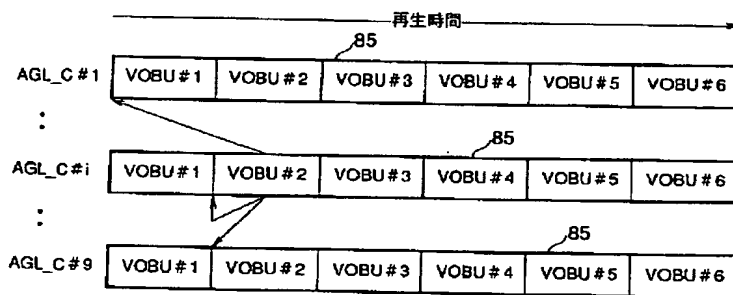 再生時間
85
AGL_C#1 VOBU#1 VOBU#2 VOBU#3 VOBU#4 VOBU#5 VOBU#6
:
85
AGL_C#i VOBU#1 VOBU#2 VOBU#3 VOBU#4 VOBU#5 VOBU#6
:
85
AGL_C#9 VOBU#1 VOBU#2 VOBU#3 VOBU#4 VOBU#5 VOBU#6